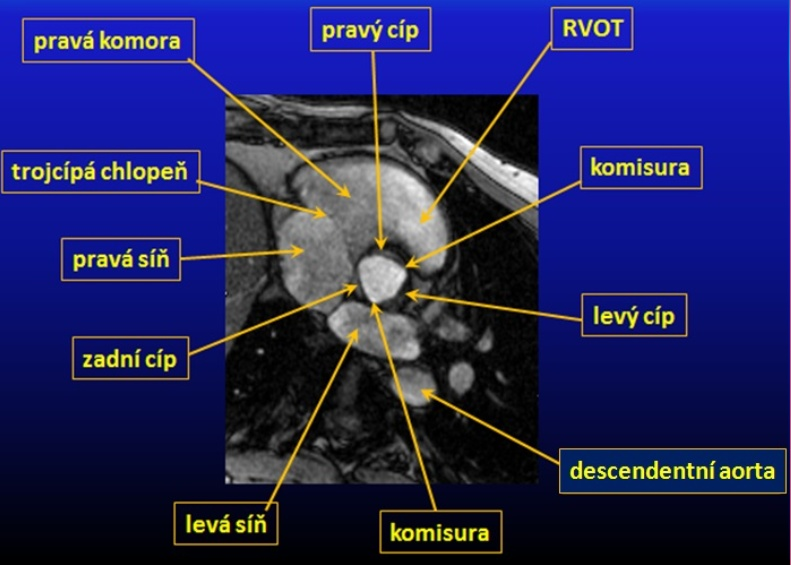 pravá komora
pravý cíp
RVOT
trojcípá chlopeň
komisura
pravá síň
levý cíp
zadní cíp
descendentní aorta
levá síň
komisura